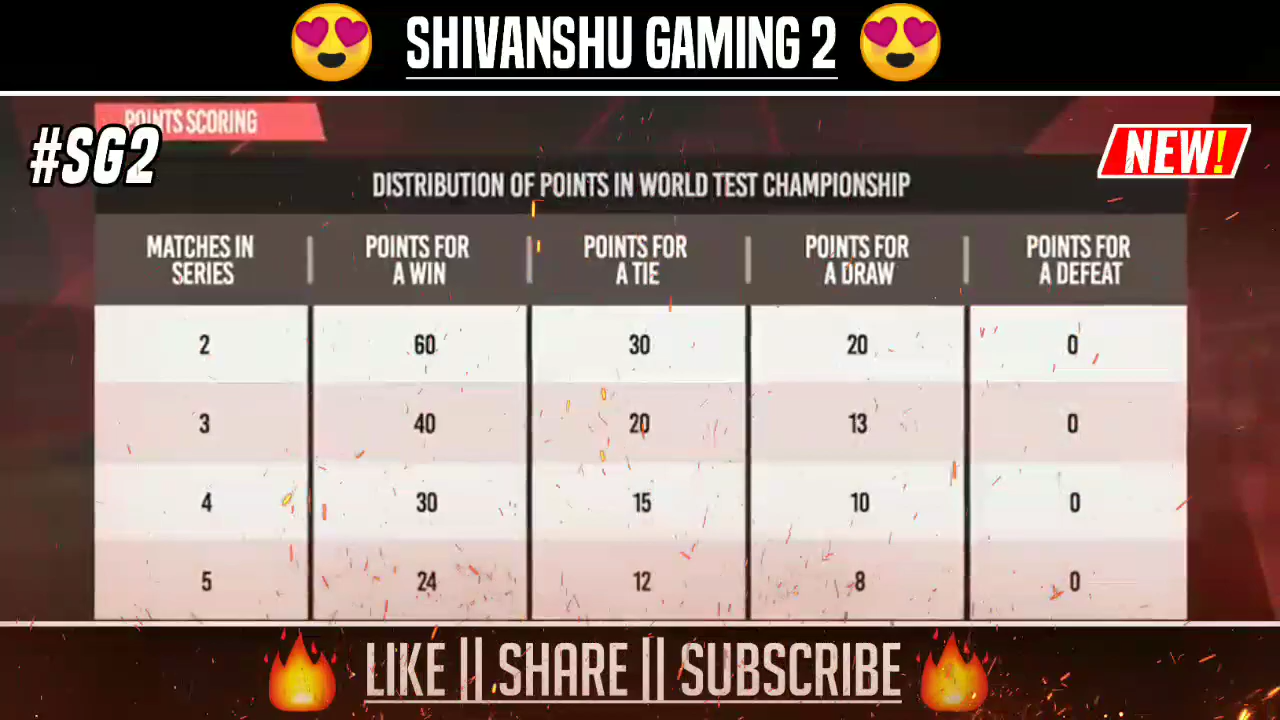 SHIVANSHU GAMING 2
POINTS SCORING
#SG2
NEW!
DISTRIBUTION OF POINTS IN WORLD TEST CHAMPIONSHIP
MATCHES IN SERIES | POINTS FOR A WIN | POINTS FOR A TIE | POINTS FOR A DRAW | POINTS FOR A DEFEAT
2 60 30 20 0
3 40 20 13 0
4 30 15 10 0
5 24 12 8 0
LIKE || SHARE || SUBSCRIBE